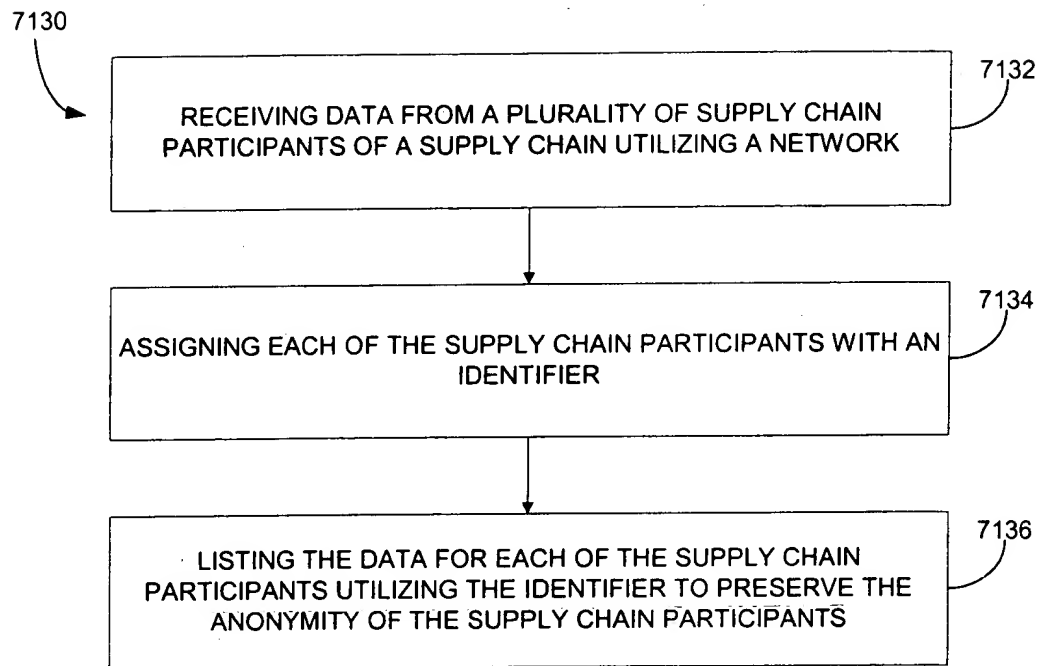 7130
7132
RECEIVING DATA FROM A PLURALITY OF SUPPLY CHAIN
PARTICIPANTS OF A SUPPLY CHAIN UTILIZING A NETWORK
7134
ASSIGNING EACH OF THE SUPPLY CHAIN PARTICIPANTS WITH AN
IDENTIFIER
7136
LISTING THE DATA FOR EACH OF THE SUPPLY CHAIN
PARTICIPANTS UTILIZING THE IDENTIFIER TO PRESERVE THE
ANONYMITY OF THE SUPPLY CHAIN PARTICIPANTS